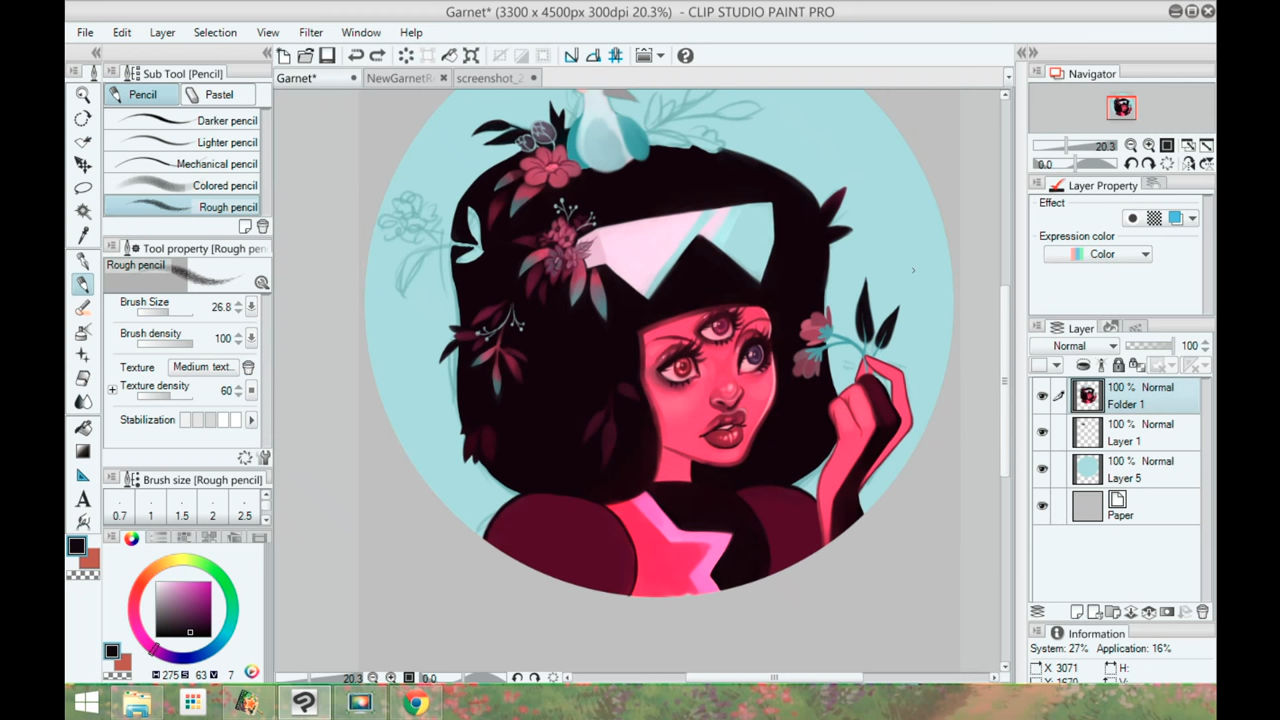 Garnet* (3300 x 4500px 300dpi 20.3%) - CLIP STUDIO PAINT PRO
File Edit Layer Selection View Filter Window Help
Sub Tool [Pencil]
Garnet* NewGarnetR screenshot_2
Navigator
Pencil Pastel
Darker pencil
Lighter pencil
Mechanical pencil
Colored pencil
Rough pencil
20.3
0.0
Layer Property
Effect
Expression color
Color
Tool property [Rough pen
Rough pencil
Brush Size 26.8
Brush density 100
Texture Medium text..
Texture density 60
Stabilization
Layer
Normal 100
100 % Normal
Folder 1
100 % Normal
Layer 1
100 % Normal
Layer 5
Paper
Brush size [Rough pencil]
0.7 1 1.5 2 2.5
A
H 275 S 63 V 7
20.3 0.0
Information
System: 27% Application: 16%
X 3071 H: